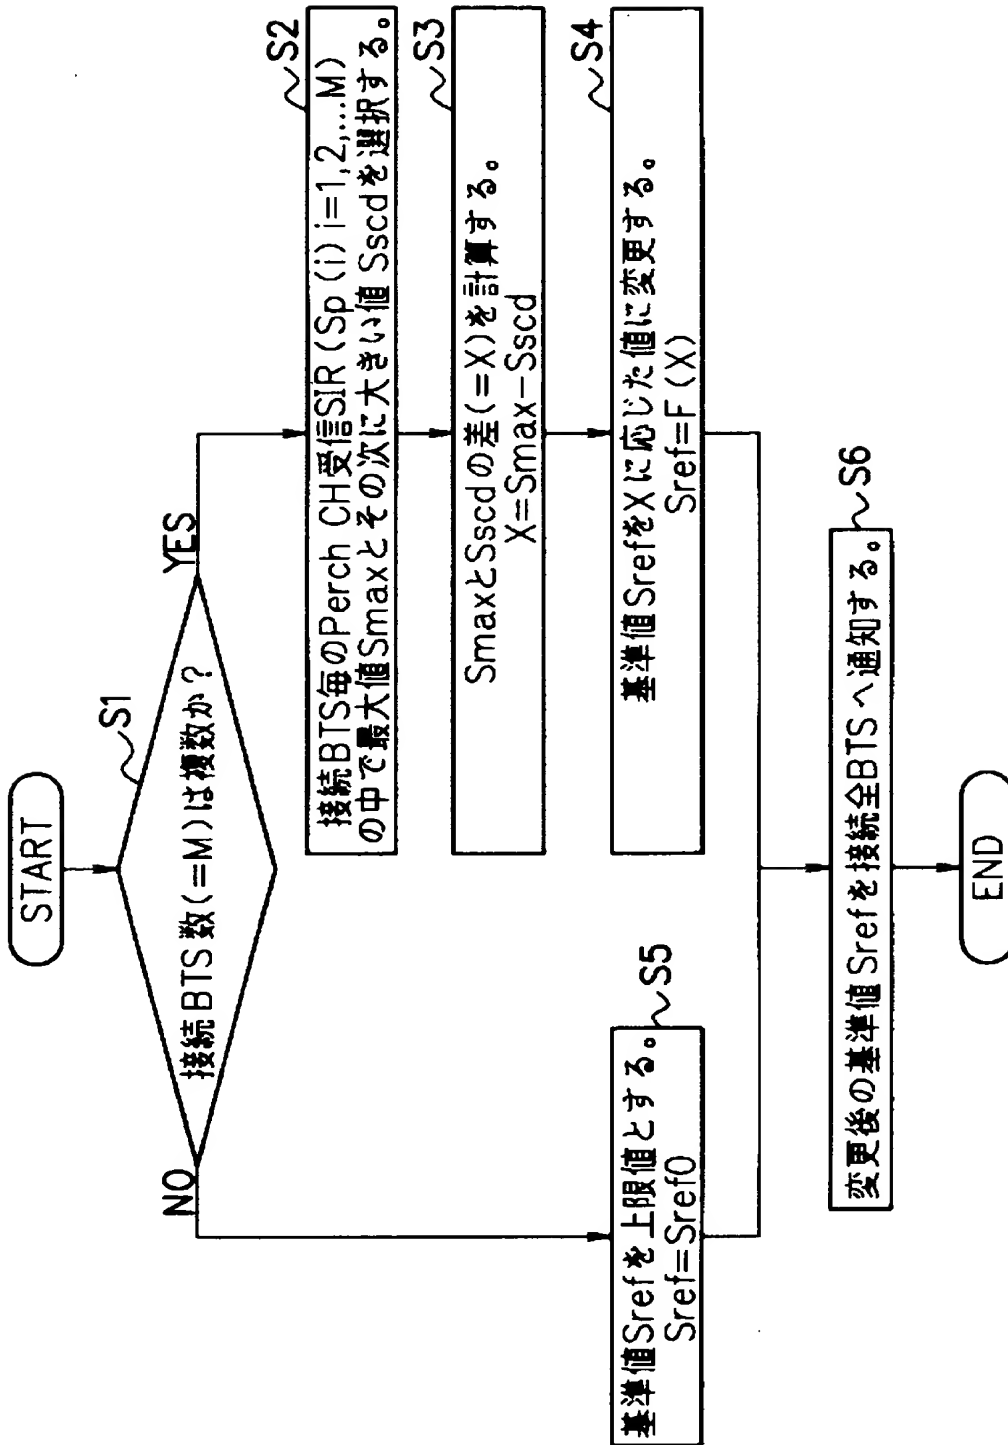 START
S1
接続BTS数(=M)は複数か?
YES
NO
S2
接続BTS毎のPerch CH受信SIR(Sp(i) i=1,2,...M)
の中で最大値Smaxとその次に大きい値Sscdを選択する。
S3
SmaxとSscdの差(=X)を計算する。
X=Smax-Sscd
S4
基準値SrefをXに応じた値に変更する。
Sref=F(X)
S5
基準値Srefを上限値とする。
Sref=Sref0
S6
変更後の基準値Srefを接続全BTSへ通知する。
END